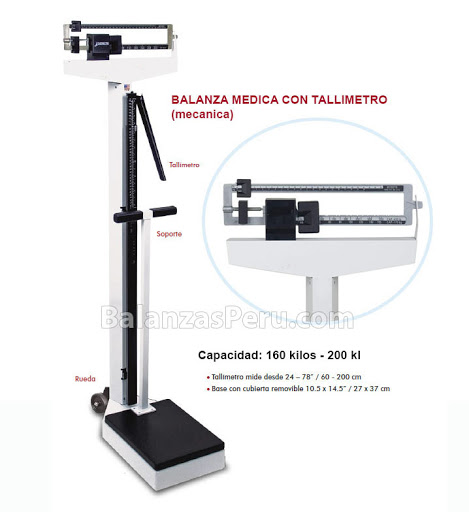 BALANZA MEDICA CON TALLIMETRO
(mecanica)
Tallimetro
Soporte
BalanzasPeru.com
Capacidad: 160 kilos - 200 kl
Rueda
• Tallimetro mide desde 24 – 78" / 60 - 200 cm
• Base con cubierta removible 10.5 x 14.5" / 27 x 37 cm